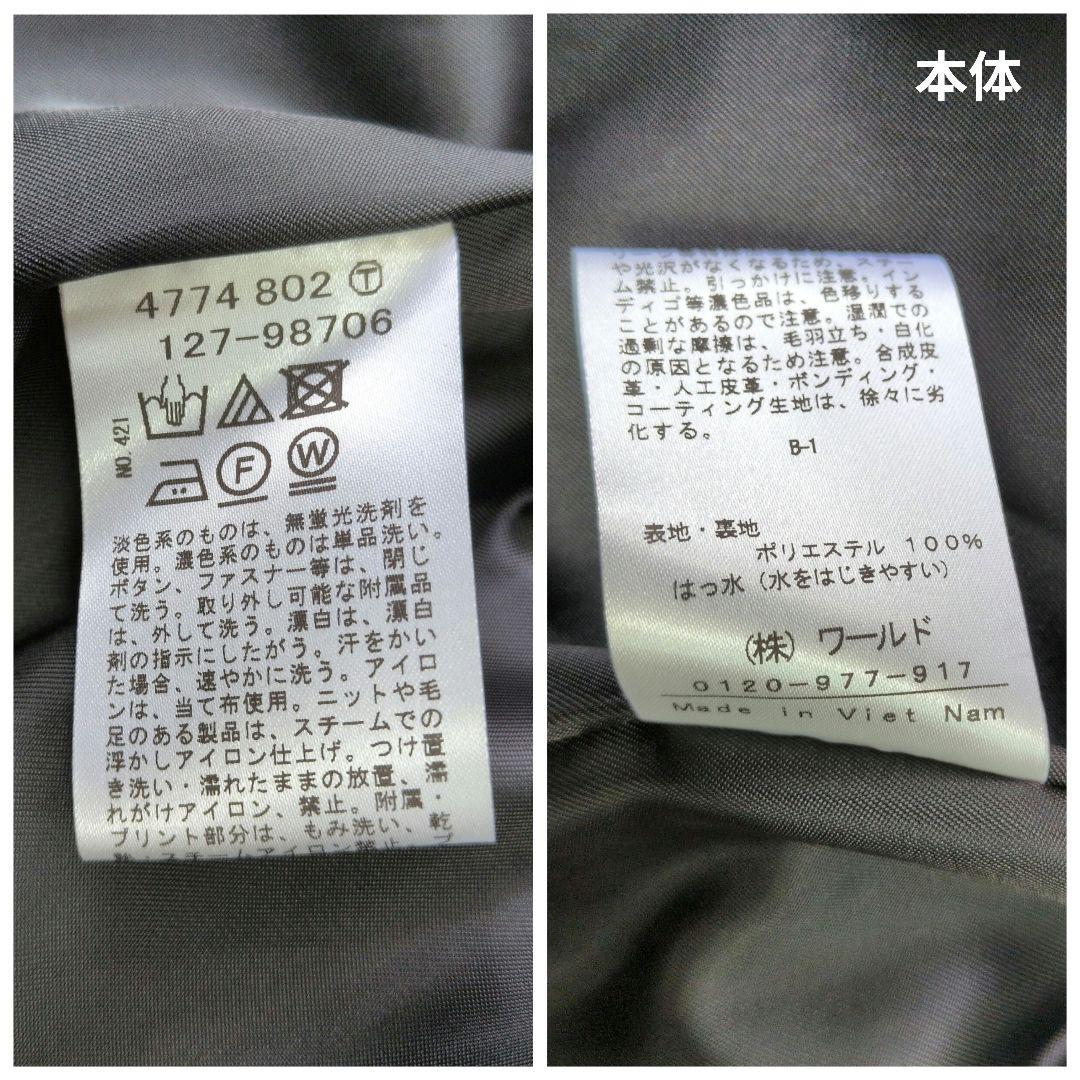 4774 802 Ⓣ
127-98706
NO. 421
F W
淡色系のものは、無蛍光洗剤を
使用。濃色系のものは単品洗い。
ボタン、ファスナー等は、閉じ
て洗う。取り外し可能な附属品
は、外して洗う。漂白は、漂白
剤の指示にしたがう。汗をかい
た場合、速やかに洗う。アイロ
ンは、当て布使用。ニットや毛
足のある製品は、スチームでの
浮かしアイロン仕上げ。つけ置
き洗い・濡れたままの放置、濡
れがけアイロン、禁止。附属・
プリント部分は、もみ洗い、乾
本体
や光沢がなくなるため、スチー
ム禁止。引っかけに注意。イン
ディゴ等濃色品は、色移りする
ことがあるので注意。湿潤での
過剰な摩擦は、毛羽立ち・白化
の原因となるため注意。合成皮
革・人工皮革・ボンディング・
コーティング生地は、徐々に劣
化する。
B-1
表地・裏地
ポリエステル 100%
はっ水（水をはじきやすい）
（株）ワールド
0120-977-917
Made in Viet Nam